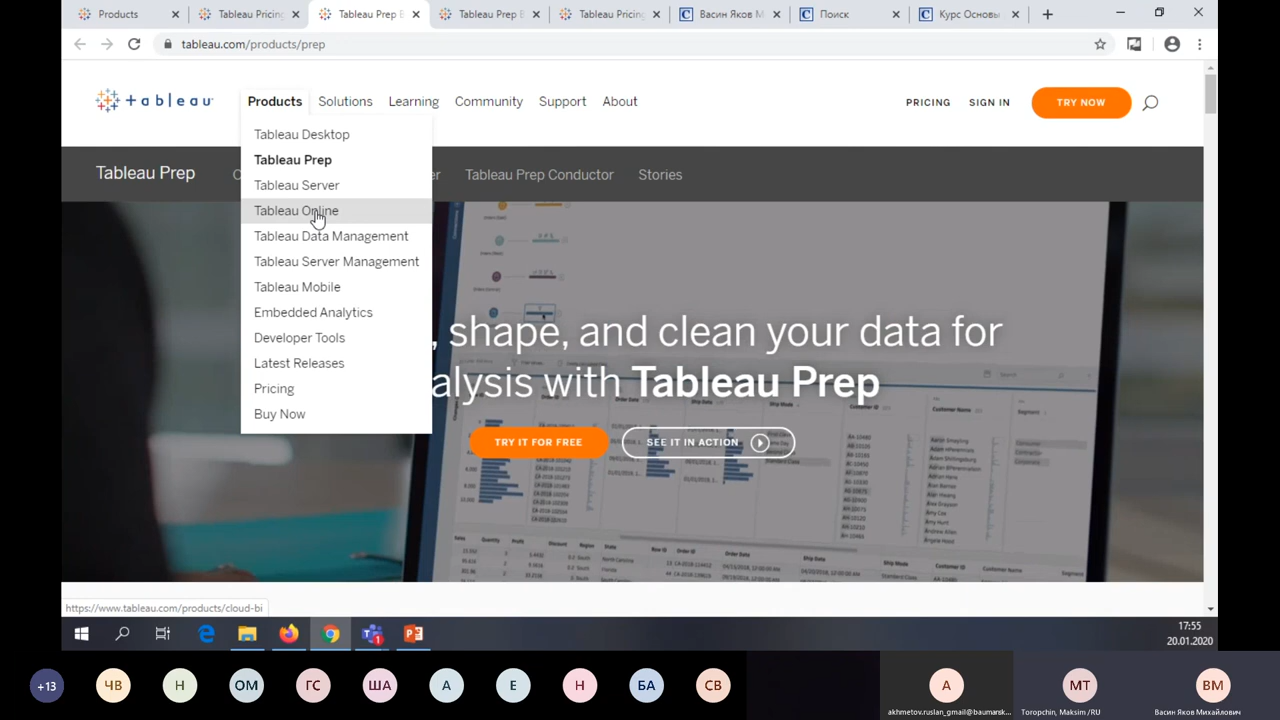 Products
Tableau Pricing
Tableau Prep B
Tableau Prep B
Tableau Pricing
Васин Яков М
Поиск
Курс Основы
tableau.com/products/prep
+ a b l e a u
Products Solutions Learning Community Support About
PRICING SIGN IN TRY NOW
Tableau Prep
Tableau Prep Conductor Stories
Tableau Desktop
Tableau Prep
Tableau Server
Tableau Online
Tableau Data Management
Tableau Server Management
Tableau Mobile
Embedded Analytics
Developer Tools
Latest Releases
Pricing
Buy Now
, shape, and clean your data for
alysis with Tableau Prep
TRY IT FOR FREE SEE IT IN ACTION
https://www.tableau.com/products/cloud-bi
1
17:55
20.01.2020
+13 ЧВ Н ОМ ГС ША А Е Н БА СВ А МТ ВМ
akhmetov.ruslan_gmail@baumarsk... Toropchin, Maksim /RU Васин Яков Михайлович